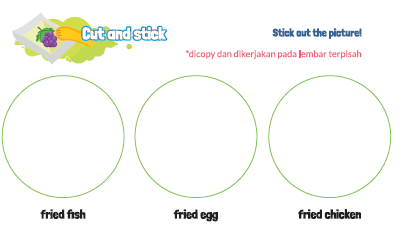 Cut and stick
Stick out the picture!
*dicopy dan dikerjakan pada lembar terpisah
fried fish
fried egg
fried chicken